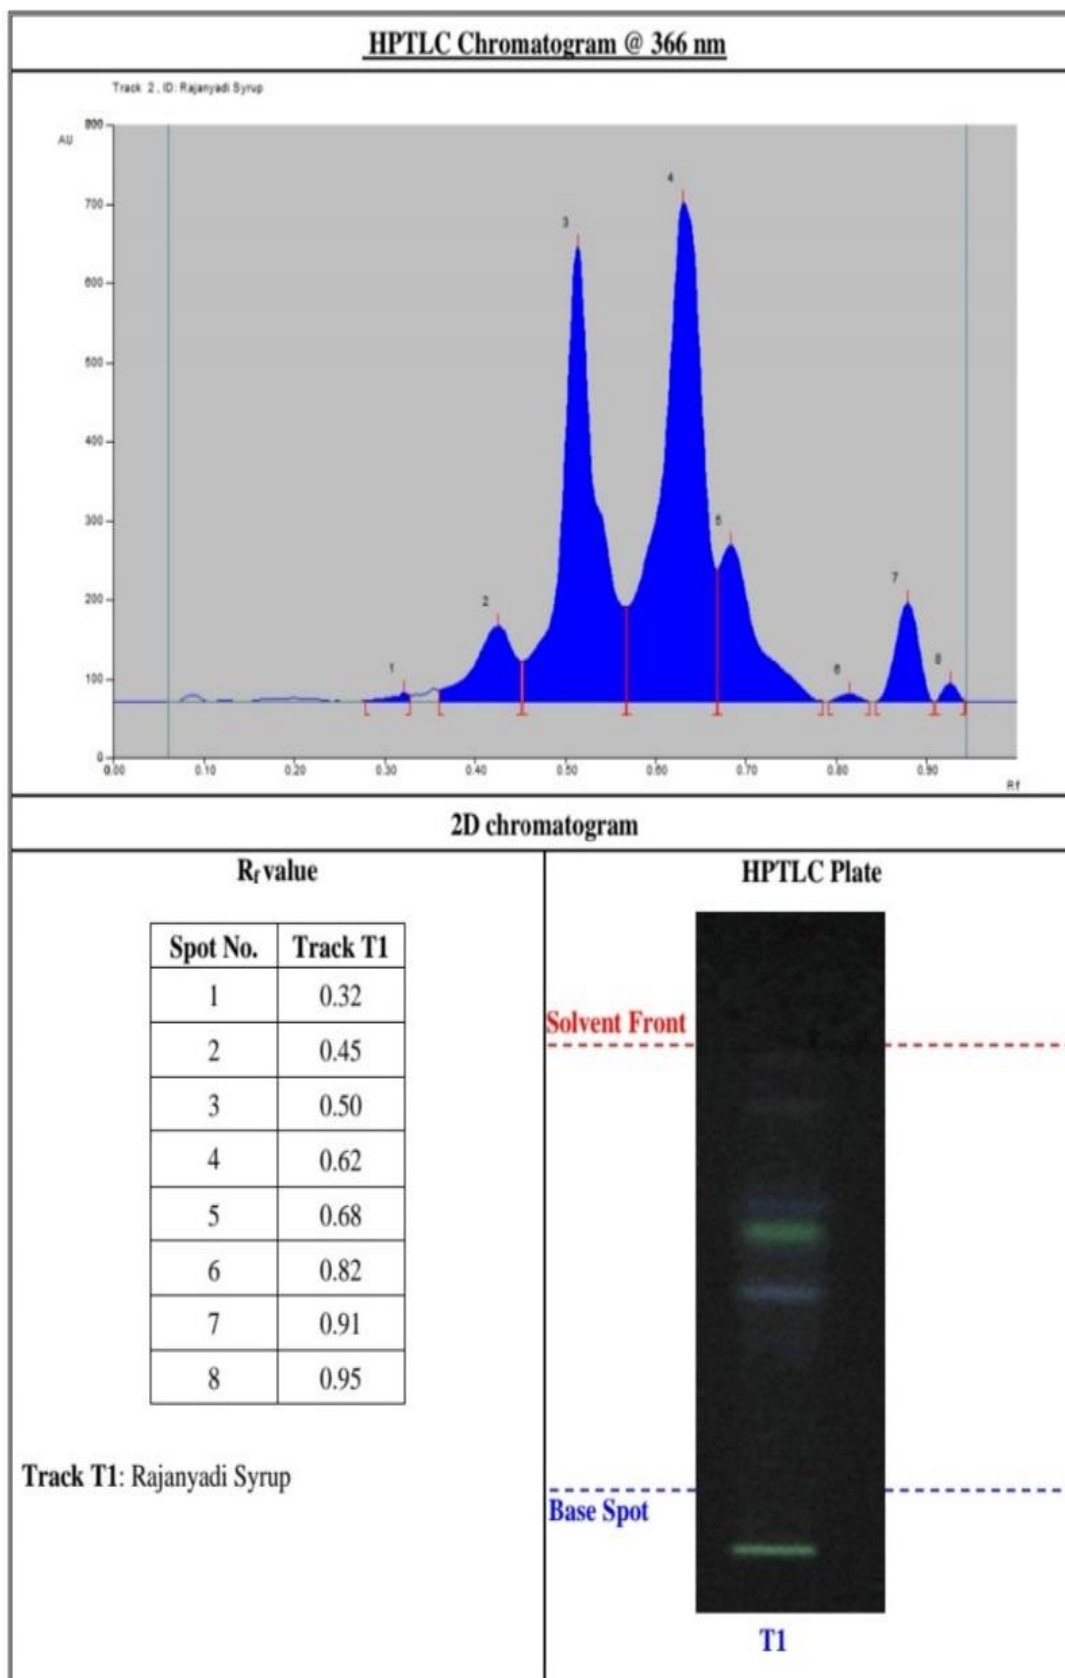 HPTLC Chromatogram @ 366 nm
Track 2, ID: Rajanyadi Syrup
AU
800
700
600
500
400
300
200
100
0
1
2
3
4
5
6
7
8
0.00 0.10 0.20 0.30 0.40 0.50 0.60 0.70 0.80 0.90
Rf
2D chromatogram
Rf value
Spot No. Track T1
1 0.32
2 0.45
3 0.50
4 0.62
5 0.68
6 0.82
7 0.91
8 0.95
Track T1: Rajanyadi Syrup
HPTLC Plate
Solvent Front
Base Spot
T1